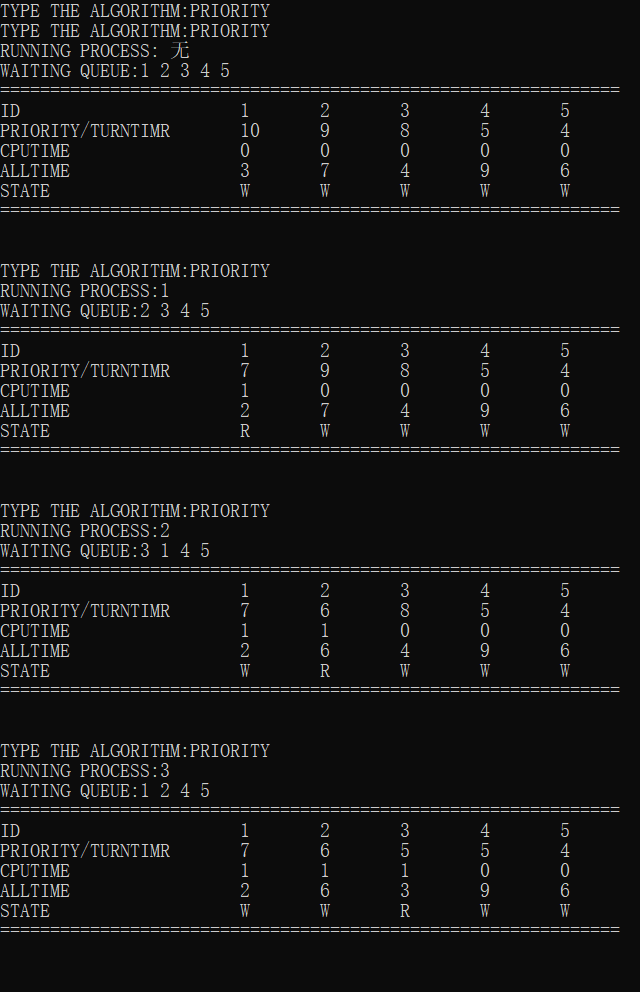 TYPE THE ALGORITHM:PRIORITY
TYPE THE ALGORITHM:PRIORITY
RUNNING PROCESS: 无
WAITING QUEUE:1 2 3 4 5
==============================================================
ID 1 2 3 4 5
PRIORITY/TURNTIMR 10 9 8 5 4
CPUTIME 0 0 0 0 0
ALLTIME 3 7 4 9 6
STATE W W W W W
==============================================================
TYPE THE ALGORITHM:PRIORITY
RUNNING PROCESS:1
WAITING QUEUE:2 3 4 5
==============================================================
ID 1 2 3 4 5
PRIORITY/TURNTIMR 7 9 8 5 4
CPUTIME 1 0 0 0 0
ALLTIME 2 7 4 9 6
STATE R W W W W
==============================================================
TYPE THE ALGORITHM:PRIORITY
RUNNING PROCESS:2
WAITING QUEUE:3 1 4 5
==============================================================
ID 1 2 3 4 5
PRIORITY/TURNTIMR 7 6 8 5 4
CPUTIME 1 1 0 0 0
ALLTIME 2 6 4 9 6
STATE W R W W W
==============================================================
TYPE THE ALGORITHM:PRIORITY
RUNNING PROCESS:3
WAITING QUEUE:1 2 4 5
==============================================================
ID 1 2 3 4 5
PRIORITY/TURNTIMR 7 6 5 5 4
CPUTIME 1 1 1 0 0
ALLTIME 2 6 3 9 6
STATE W W R W W
==============================================================